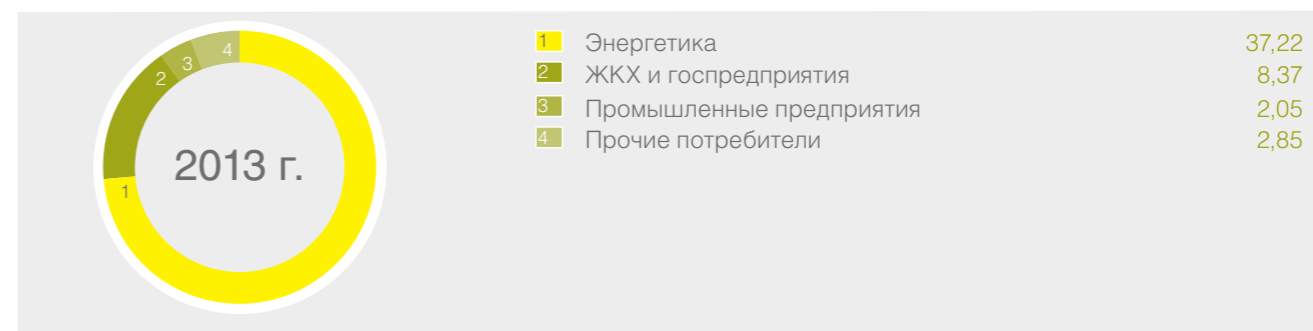 4
3
2
1
2013 г.
1 Энергетика 37,22
2 ЖКХ и госпредприятия 8,37
3 Промышленные предприятия 2,05
4 Прочие потребители 2,85